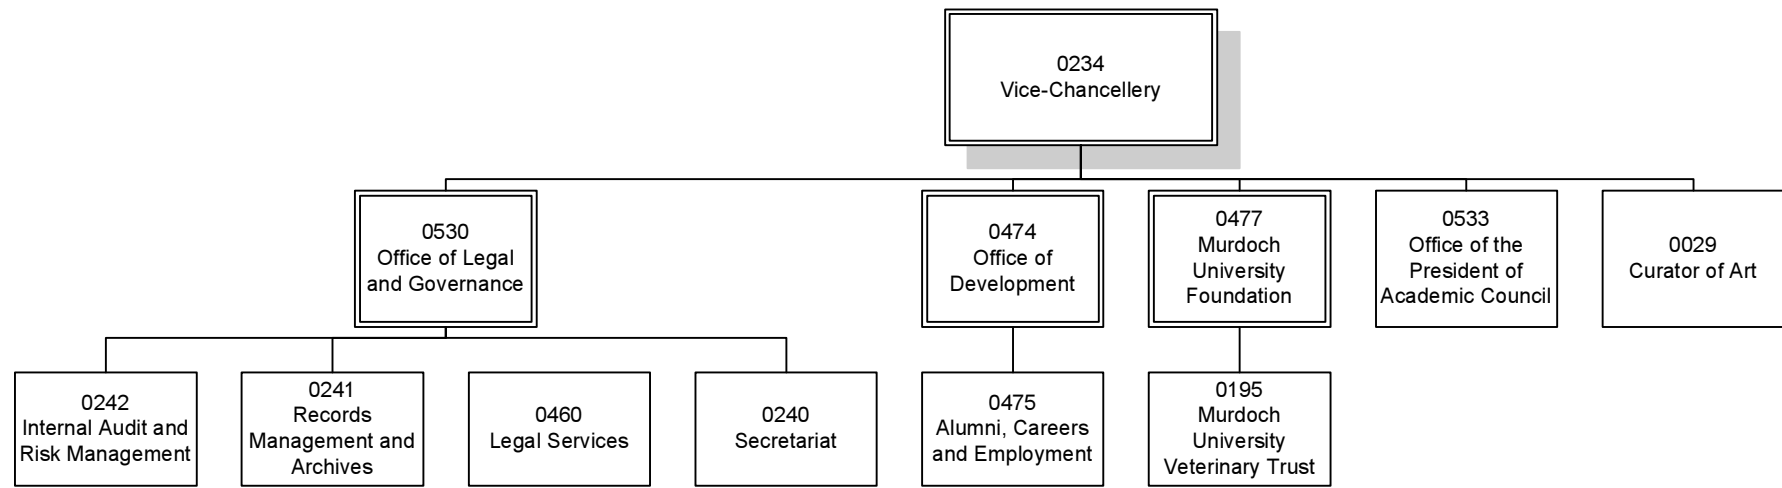 0234
Vice-Chancellery
0530
Office of Legal
and Governance
0474
Office of
Development
0477
Murdoch
University
Foundation
0533
Office of the
President of
Academic Council
0029
Curator of Art
0242
Internal Audit and
Risk Management
0241
Records
Management and
Archives
0460
Legal Services
0240
Secretariat
0475
Alumni, Careers
and Employment
0195
Murdoch
University
Veterinary Trust